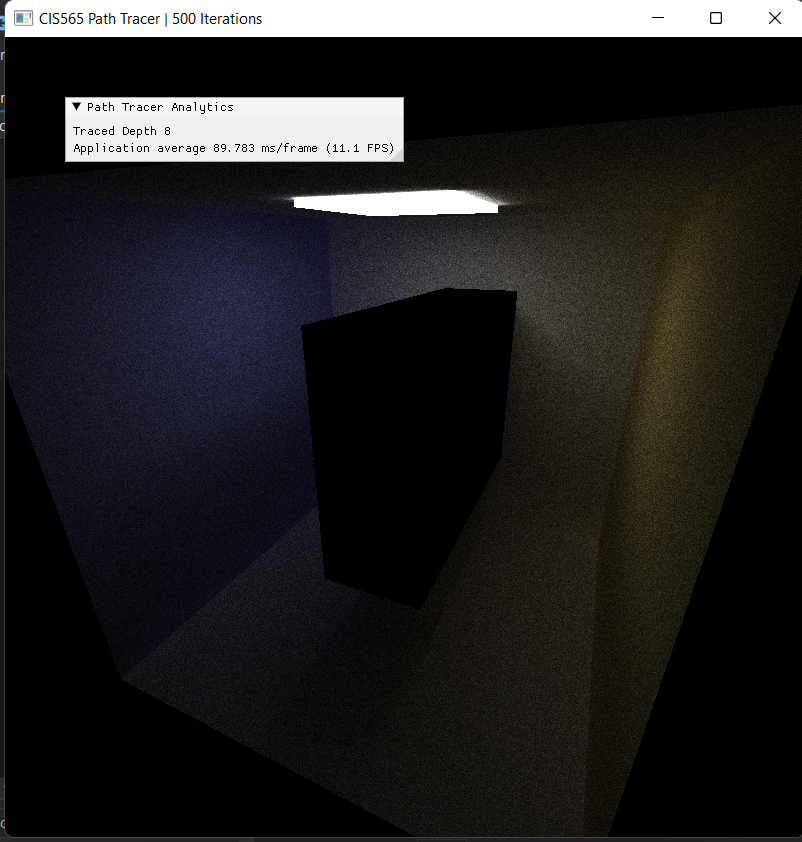 CIS565 Path Tracer | 500 Iterations
Path Tracer Analytics
Traced Depth 8
Application average 89.783 ms/frame (11.1 FPS)